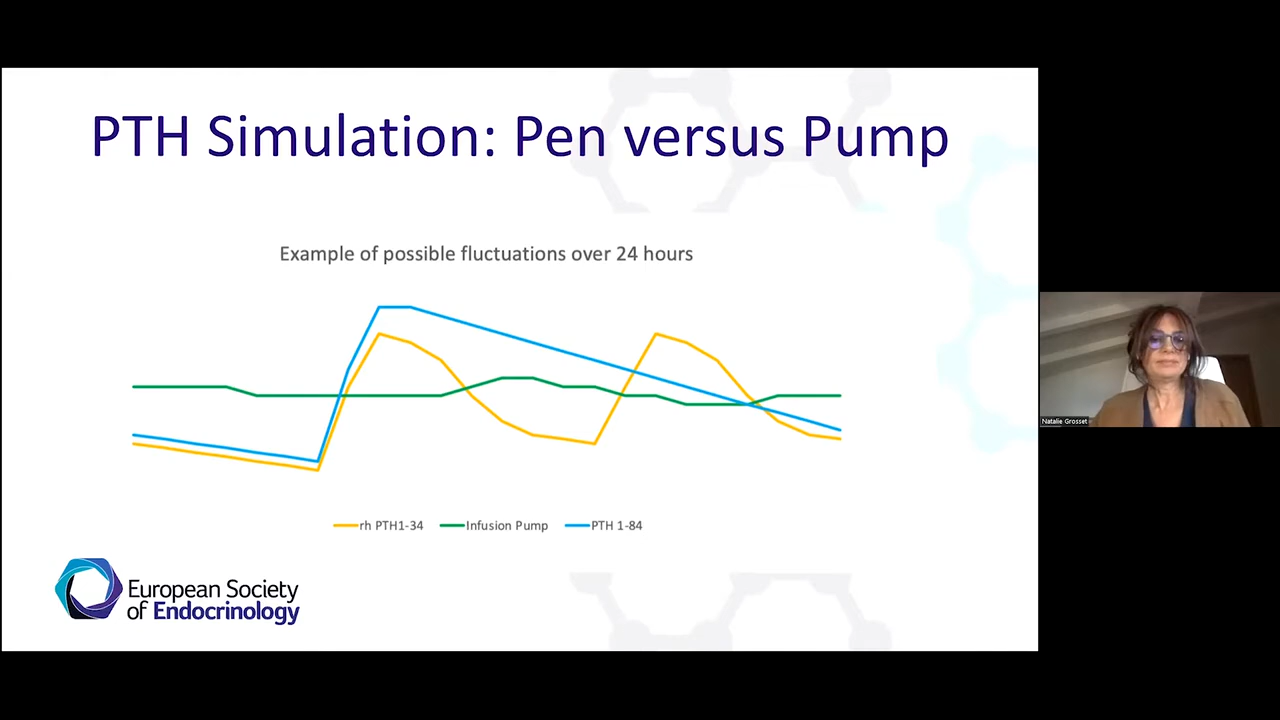 PTH Simulation: Pen versus Pump
Example of possible fluctuations over 24 hours
rh PTH1-34 Infusion Pump PTH 1-84
European Society
of Endocrinology
Natalie Grosset